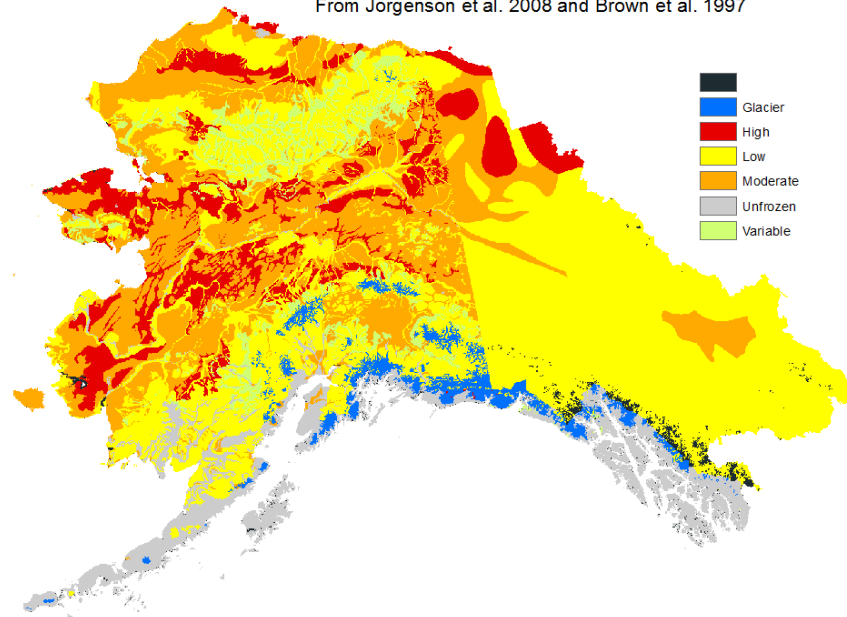 From Jorgenson et al. 2008 and Brown et al. 1997
Glacier
High
Low
Moderate
Unfrozen
Variable